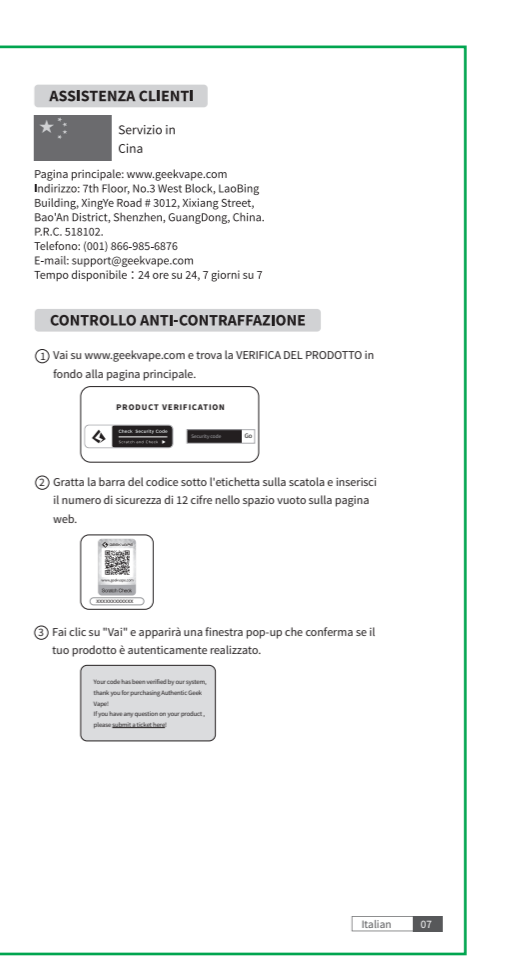 ASSISTENZA CLIENTI
Servizio in
Cina
Pagina principale: www.geekvape.com
Indirizzo: 7th Floor, No.3 West Block, LaoBing
Building, XingYe Road # 3012, Xixiang Street,
Bao'An District, Shenzhen, GuangDong, China.
P.R.C. 518102.
Telefono: (001) 866-985-6876
E-mail: support@geekvape.com
Tempo disponibile：24 ore su 24, 7 giorni su 7
CONTROLLO ANTI-CONTRAFFAZIONE
① Vai su www.geekvape.com e trova la VERIFICA DEL PRODOTTO in
fondo alla pagina principale.
PRODUCT VERIFICATION
Check Security Code
Scratch and Check ▶
Security code
Go
② Gratta la barra del codice sotto l'etichetta sulla scatola e inserisci
il numero di sicurezza di 12 cifre nello spazio vuoto sulla pagina
web.
www.geekvape.com
Scratch Check
XXXXXXXXXXXX
③ Fai clic su "Vai" e apparirà una finestra pop-up che conferma se il
tuo prodotto è autenticamente realizzato.
Your code has been verified by our system,
thank you for purchasing Authentic Geek
Vape!
If you have any question on your product ,
please submit a ticket here!
Italian 07